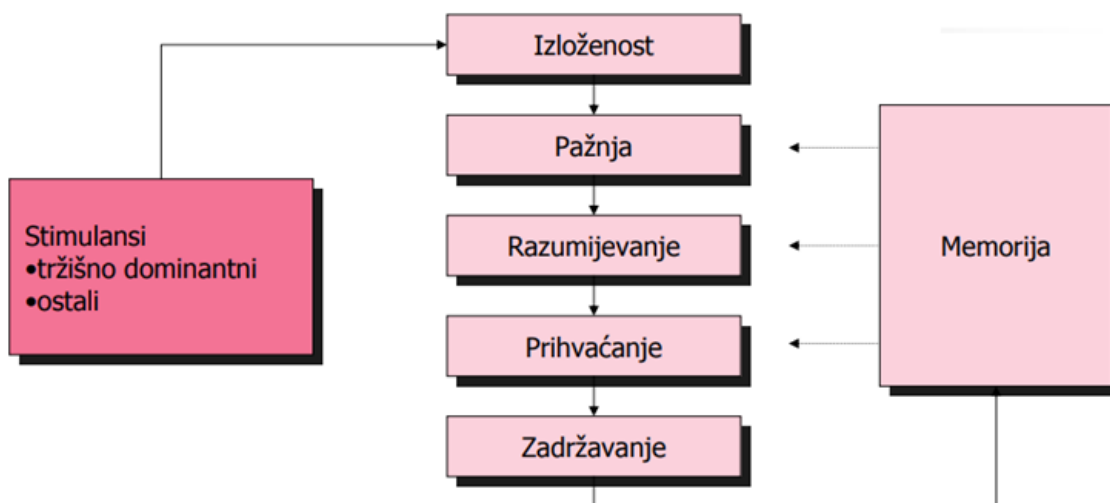 Izloženost
Pažnja
Stimulansi
•tržišno dominantni
•ostali
Razumijevanje
Memorija
Prihvaćanje
Zadržavanje